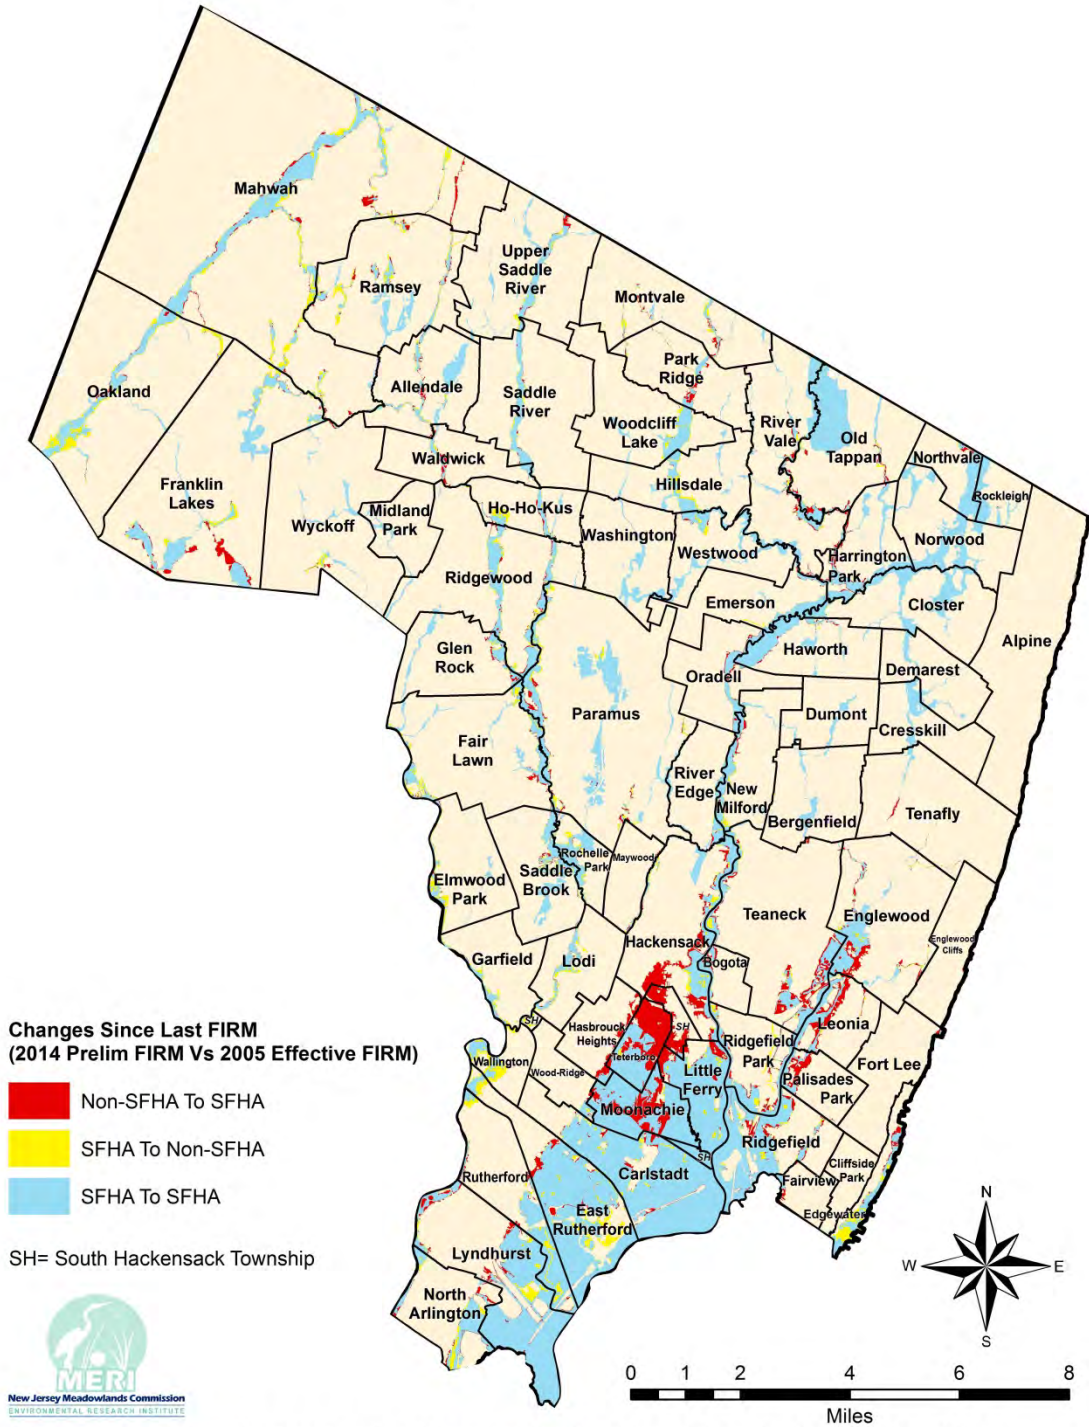 Mahwah
Ramsey
Upper
Saddle
River
Montvale
Park
Ridge
Oakland
Allendale
Saddle
River
Woodcliff
Lake
River
Vale
Old
Tappan
Northvale
Rockleigh
Franklin
Lakes
Waldwick
Hillsdale
Wyckoff
Midland
Park
Ho-Ho-Kus
Washington
Westwood
Harrington
Park
Norwood
Ridgewood
Emerson
Closter
Alpine
Glen
Rock
Oradell
Haworth
Demarest
Paramus
Dumont
Cresskill
Fair
Lawn
River
Edge
New
Milford
Bergenfield
Tenafly
Elmwood
Park
Saddle
Brook
Rochelle
Park
Maywood
Teaneck
Englewood
Englewood
Cliffs
Garfield
Lodi
Hackensack
Bogota
Leonia
Fort Lee
SH
Hasbrouck
Heights
Teterboro
SH
Ridgefield
Park
Little
Ferry
Palisades
Park
Wallington
Wood-Ridge
Moonachie
Ridgefield
SH
Carlstadt
Rutherford
Fairview
Cliffside
Park
Edgewater
East
Rutherford
Lyndhurst
North
Arlington
Changes Since Last FIRM
(2014 Prelim FIRM Vs 2005 Effective FIRM)
Non-SFHA To SFHA
SFHA To Non-SFHA
SFHA To SFHA
SH= South Hackensack Township
MERI
New Jersey Meadowlands Commission
ENVIRONMENTAL RESEARCH INSTITUTE
N
W
E
S
0 1 2 4 6 8
Miles